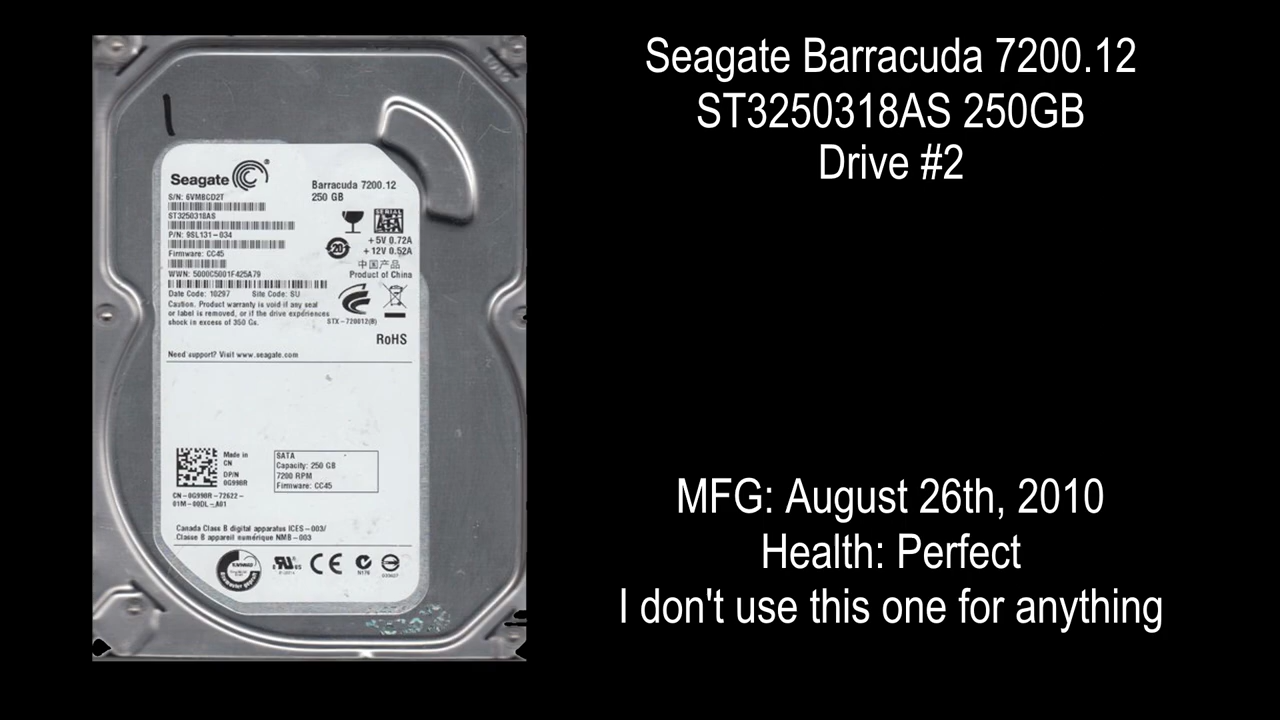 Seagate Barracuda 7200.12
ST3250318AS 250GB
Drive #2
Seagate
Barracuda 7200.12
250 GB
S/N: 6VM8CD2T
ST3250318AS
P/N: 9SL131-034
Firmware: CC45
WWN: 5000C5001F425A79
Date Code: 10297 Site Code: SU
Caution. Product warranty is void if any seal
or label is removed, or if the drive experiences
shock in excess of 350 Gs.
SERIAL
SATA
+5V 0.72A
+12V 0.52A
20
中国产品
Product of China
STX-720012(B)
RoHS
Need support? Visit www.seagate.com
Made in
CN
DP/N
0G998R
CN-0G998R-72622-
01M-00DL-A01
SATA
Capacity: 250 GB
7200 RPM
Firmware: CC45
Canada Class B digital apparatus ICES-003/
Classe B appareil numérique NMB-003
CE
N176
MFG: August 26th, 2010
Health: Perfect
I don't use this one for anything